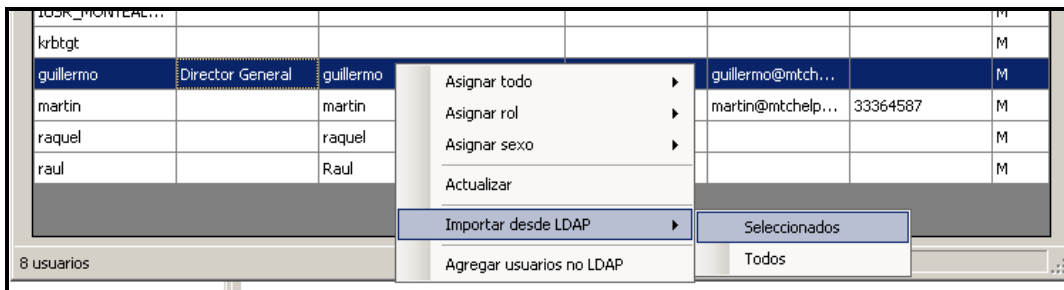 IUSR_MONTEAL... M
krbtgt M
guillermo Director General guillermo guillermo@mtch... M
martin martin martin@mtchelp... 33364587 M
raquel raquel M
raul Raul M
Asignar todo
Asignar rol
Asignar sexo
Actualizar
Importar desde LDAP
Agregar usuarios no LDAP
Seleccionados
Todos
8 usuarios